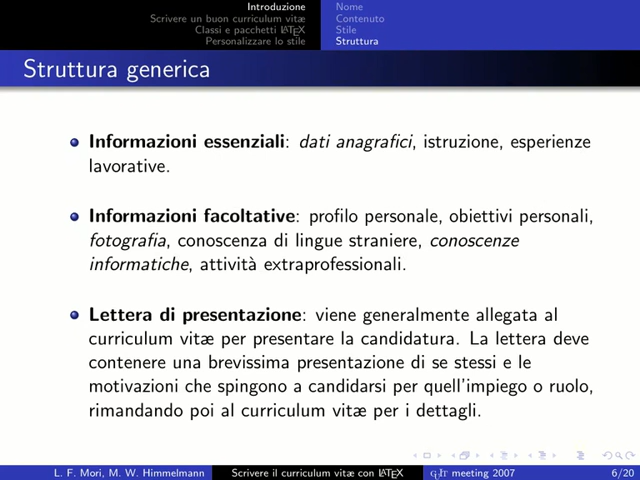 Introduzione
Scrivere un buon curriculum vitæ
Classi e pacchetti LATEX
Personalizzare lo stile
Nome
Contenuto
Stile
Struttura
Struttura generica
Informazioni essenziali: dati anagrafici, istruzione, esperienze
lavorative.
Informazioni facoltative: profilo personale, obiettivi personali,
fotografia, conoscenza di lingue straniere, conoscenze
informatiche, attività extraprofessionali.
Lettera di presentazione: viene generalmente allegata al
curriculum vitæ per presentare la candidatura. La lettera deve
contenere una brevissima presentazione di se stessi e le
motivazioni che spingono a candidarsi per quell'impiego o ruolo,
rimandando poi al curriculum vitæ per i dettagli.
L. F. Mori, M. W. Himmelmann Scrivere il curriculum vitæ con LATEX meeting 2007 6/20